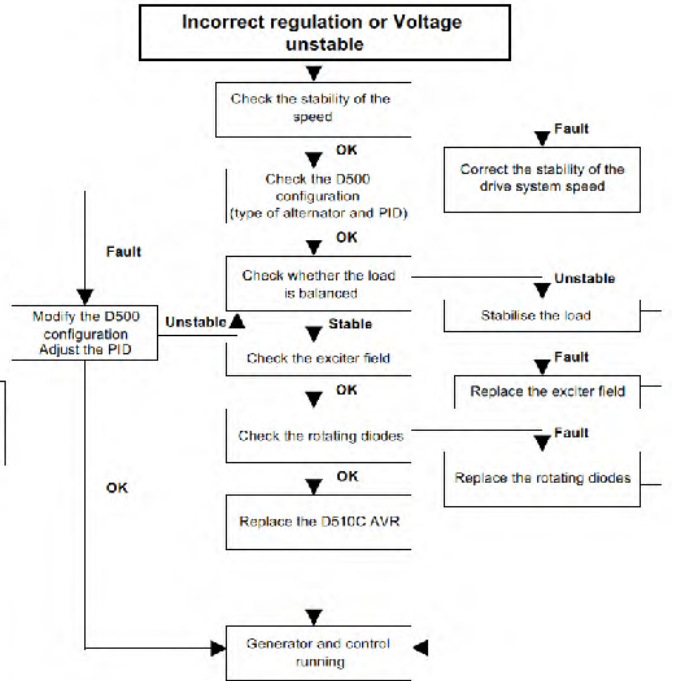 Incorrect regulation or Voltage
unstable
Check the stability of the
speed
Fault
OK
Correct the stability of the
drive system speed
Check the D500
configuration
(type of alternator and PID)
OK
Fault
Check whether the load
is balanced
Unstable
Modify the D500
configuration
Adjust the PID
Unstable
Stable
Stabilise the load
Check the exciter field
Fault
Replace the exciter field
OK
Check the rotating diodes
Fault
OK
Replace the rotating diodes
OK
Replace the D510C AVR
Generator and control
running